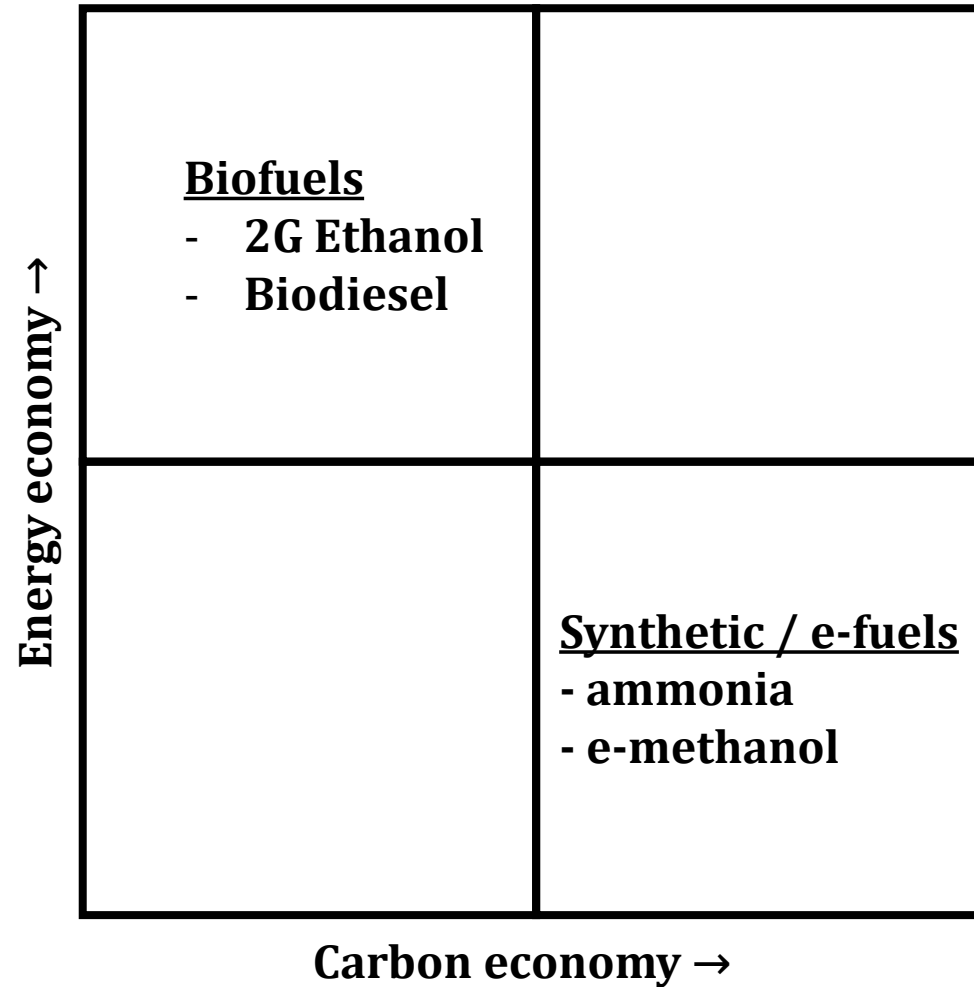 Biofuels
- 2G Ethanol
- Biodiesel
Energy economy →
Synthetic / e-fuels
- ammonia
- e-methanol
Carbon economy →